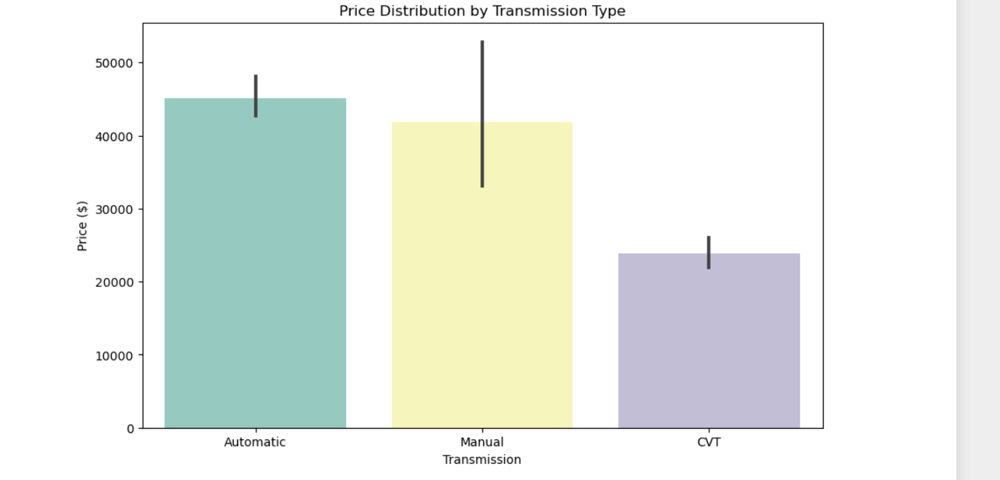 Price Distribution by Transmission Type
Price ($)
50000
40000
30000
20000
10000
0
Automatic Manual CVT
Transmission